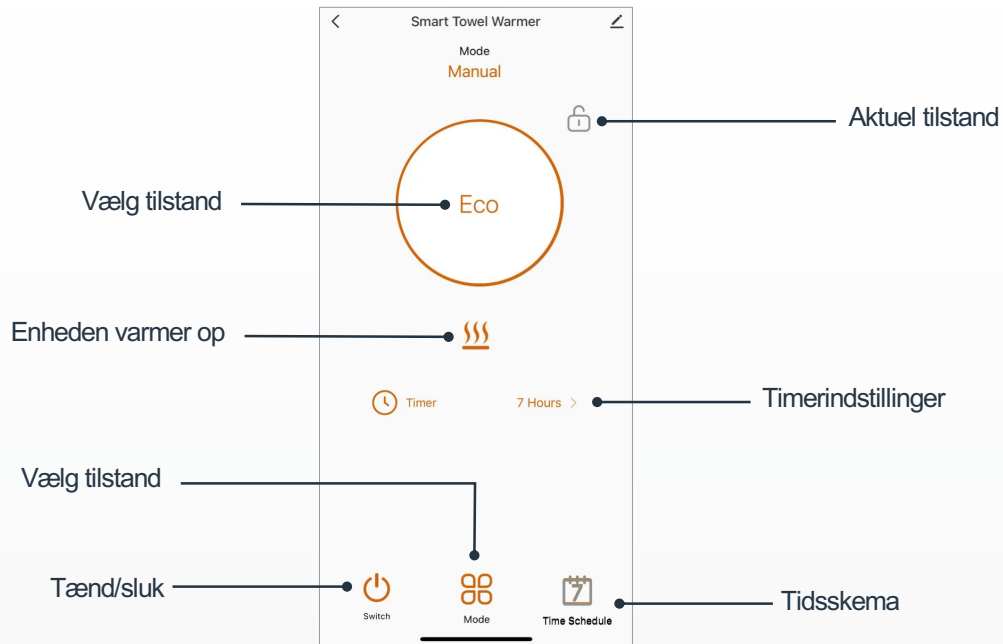 Smart Towel Warmer
Mode
Manual
Aktuel tilstand
Vælg tilstand
Eco
Enheden varmer op
Timer
7 Hours
Timerindstillinger
Vælg tilstand
Tænd/sluk
7
Switch
Mode
Time Schedule
Tidsskema